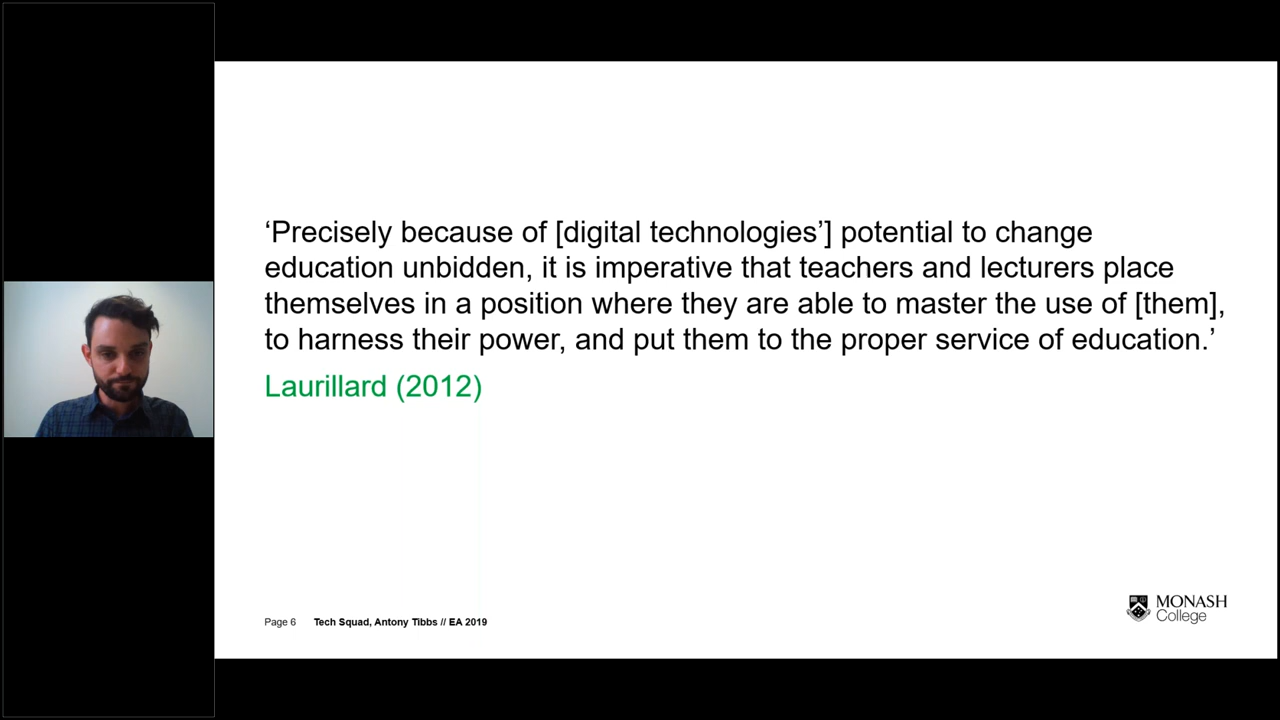 ‘Precisely because of [digital technologies’] potential to change
education unbidden, it is imperative that teachers and lecturers place
themselves in a position where they are able to master the use of [them],
to harness their power, and put them to the proper service of education.’
Laurillard (2012)
Page 6 Tech Squad, Antony Tibbs // EA 2019
MONASH
College